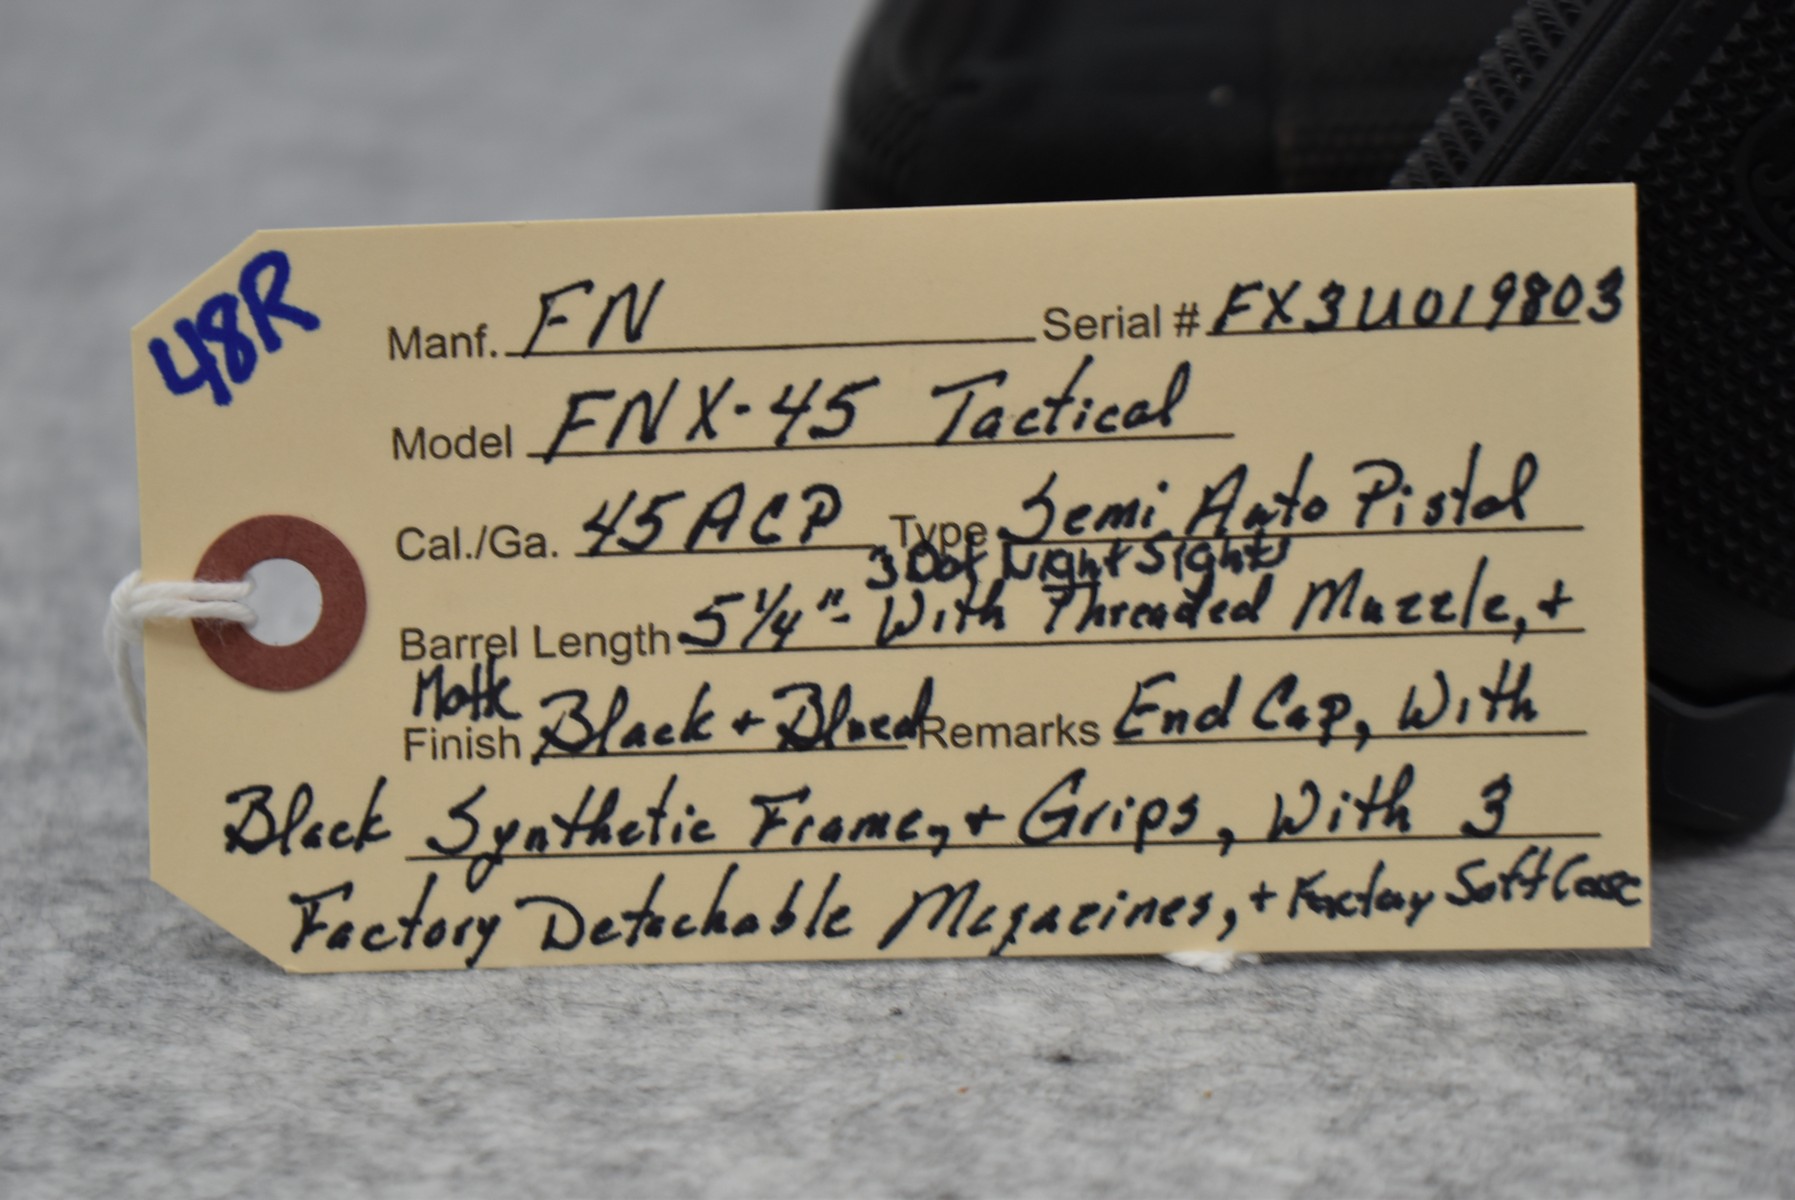 48R
Manf. FN Serial # FX3U019803
Model FNX-45 Tactical
Cal./Ga. 45 ACP Type Semi Auto Pistol
3 Dot Night Sights
Barrel Length 5 1/4" - With Threaded Muzzle, +
Matte
Finish Black + Blued Remarks End Cap, With
Black Synthetic Frame, + Grips, With 3
Factory Detachable Magazines, + Factory Soft Case